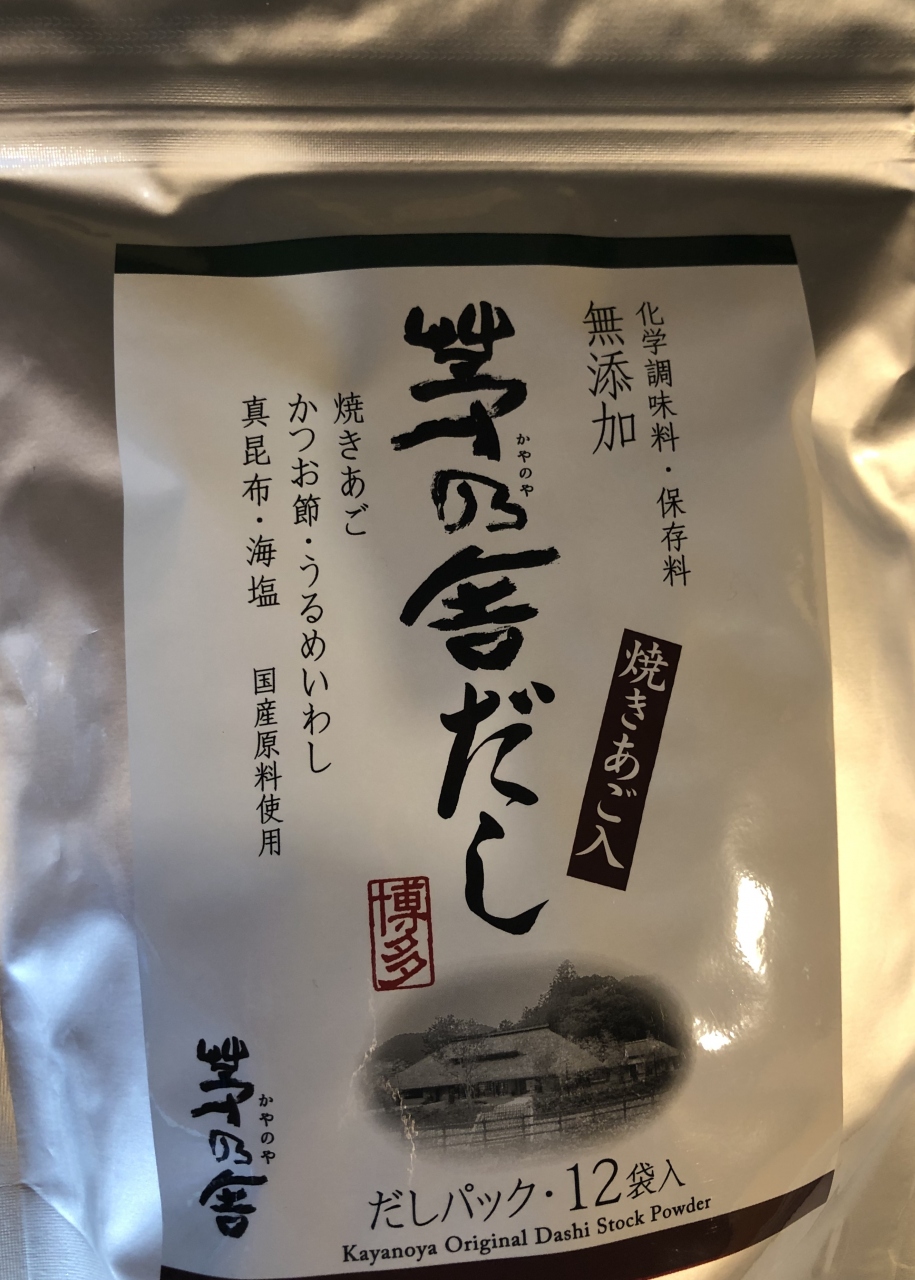 化学調味料・保存料
無添加
焼きあご入
茅乃舎だし
かやのや
焼きあご
かつお節・うるめいわし
真昆布・海塩 国産原料使用
博多
茅乃舎
かやのや
だしパック・12袋入
Kayanoya Original Dashi Stock Powder